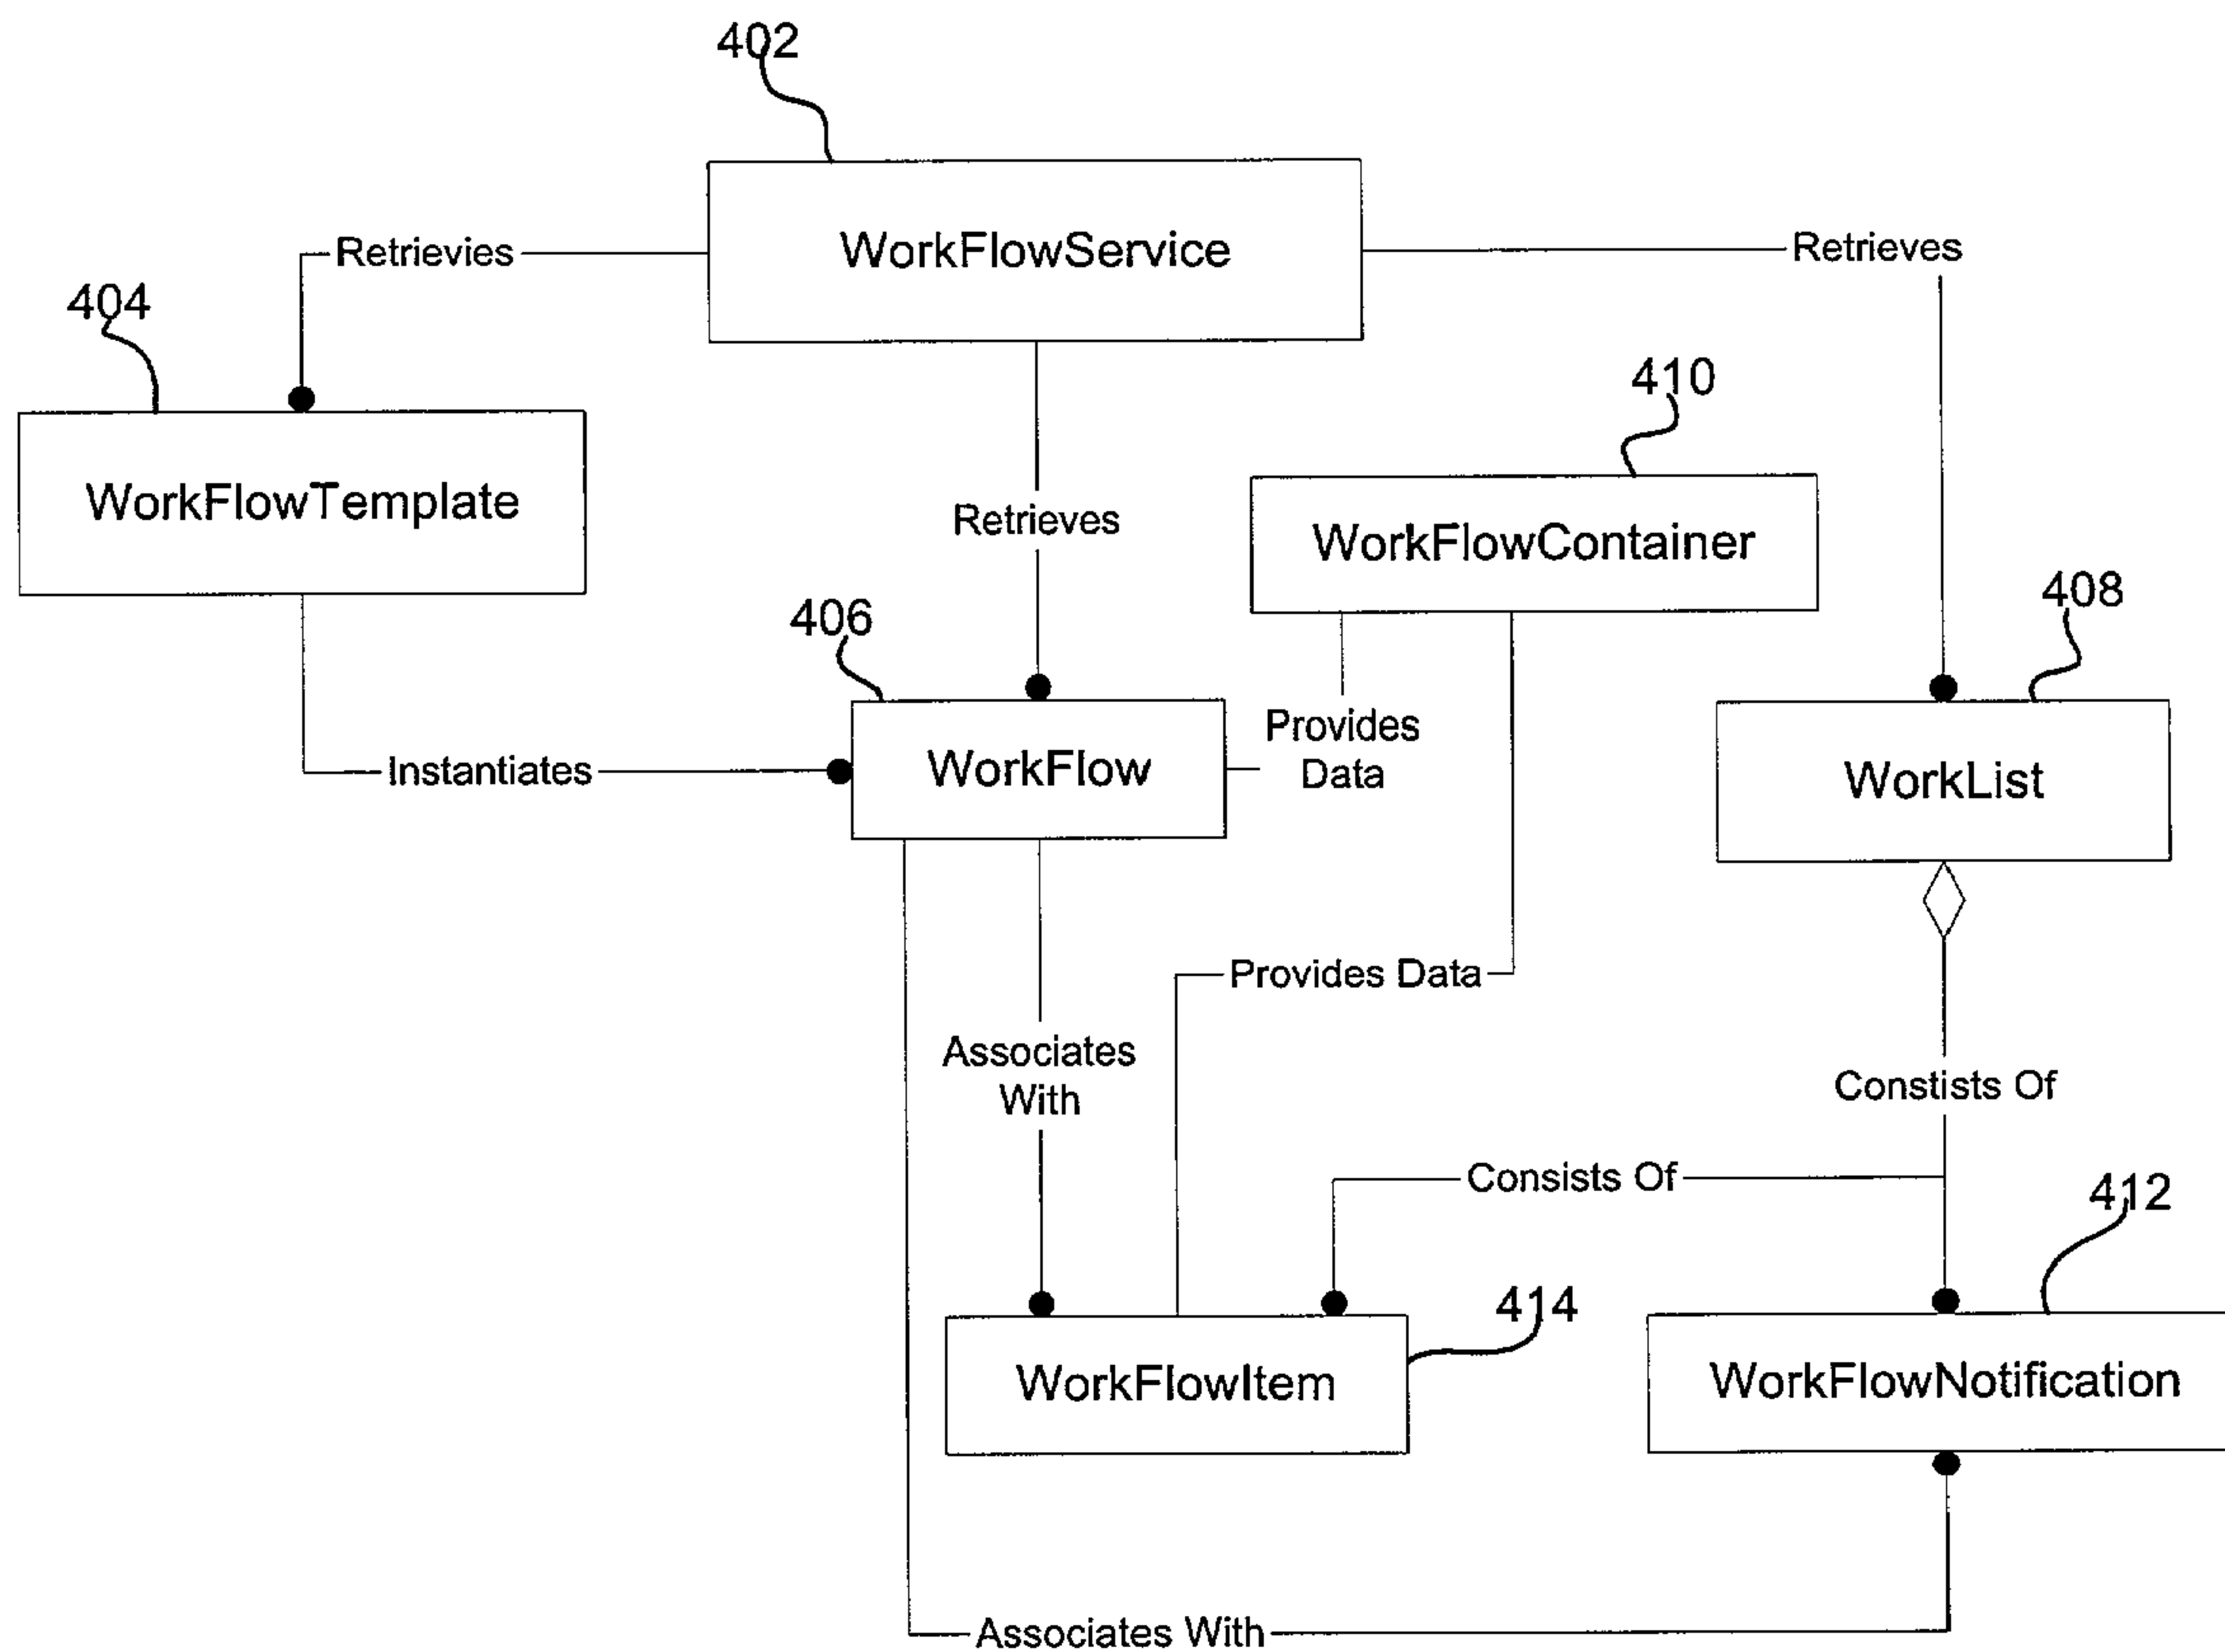 402
WorkFlowService
Retrievies
Retrieves
404
410
WorkFlowTemplate
Retrieves
WorkFlowContainer
408
406
Provides
Data
WorkFlow
Instantiates
WorkList
Provides Data
Associates
With
Constists Of
Consists Of
412
414
WorkFlowItem
WorkFlowNotification
Associates With